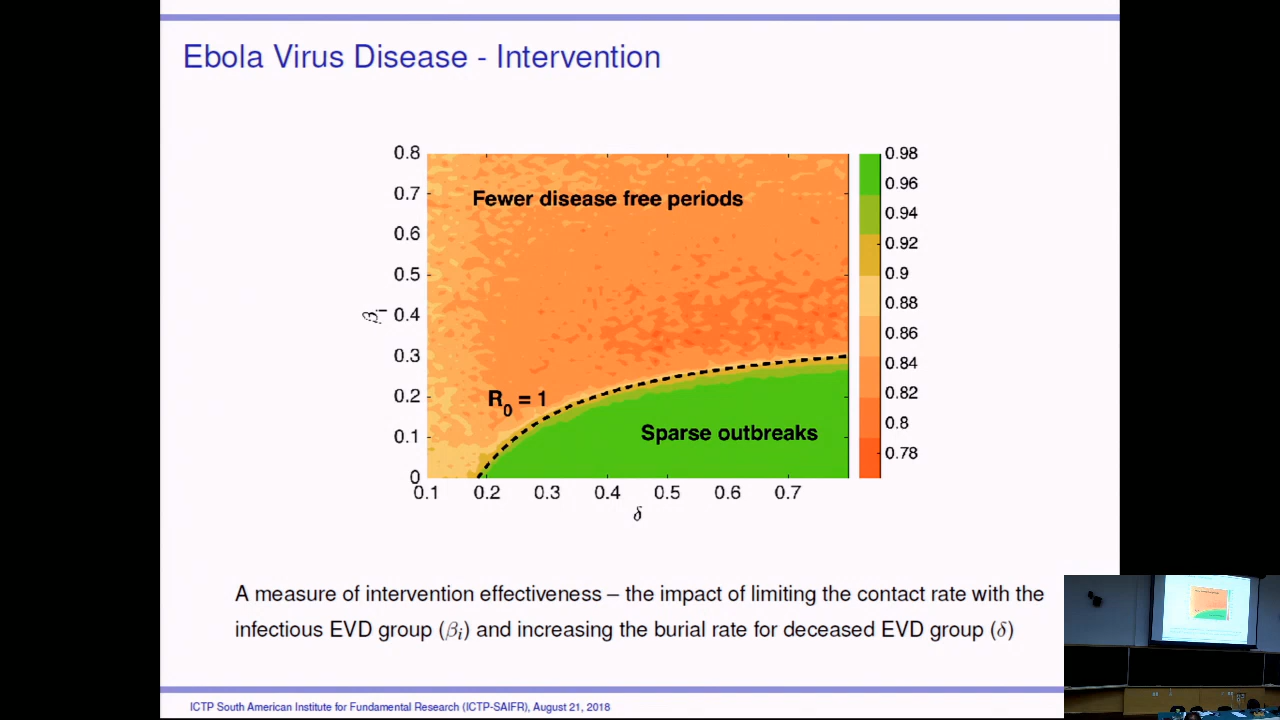 Ebola Virus Disease - Intervention
0.8
0.7
0.6
0.5
0.4
0.3
0.2
0.1
0
βi
Fewer disease free periods
R0 = 1
Sparse outbreaks
0.1 0.2 0.3 0.4 0.5 0.6 0.7
δ
0.98
0.96
0.94
0.92
0.9
0.88
0.86
0.84
0.82
0.8
0.78
A measure of intervention effectiveness – the impact of limiting the contact rate with the
infectious EVD group (βi) and increasing the burial rate for deceased EVD group (δ)
ICTP South American Institute for Fundamental Research (ICTP-SAIFR), August 21, 2018